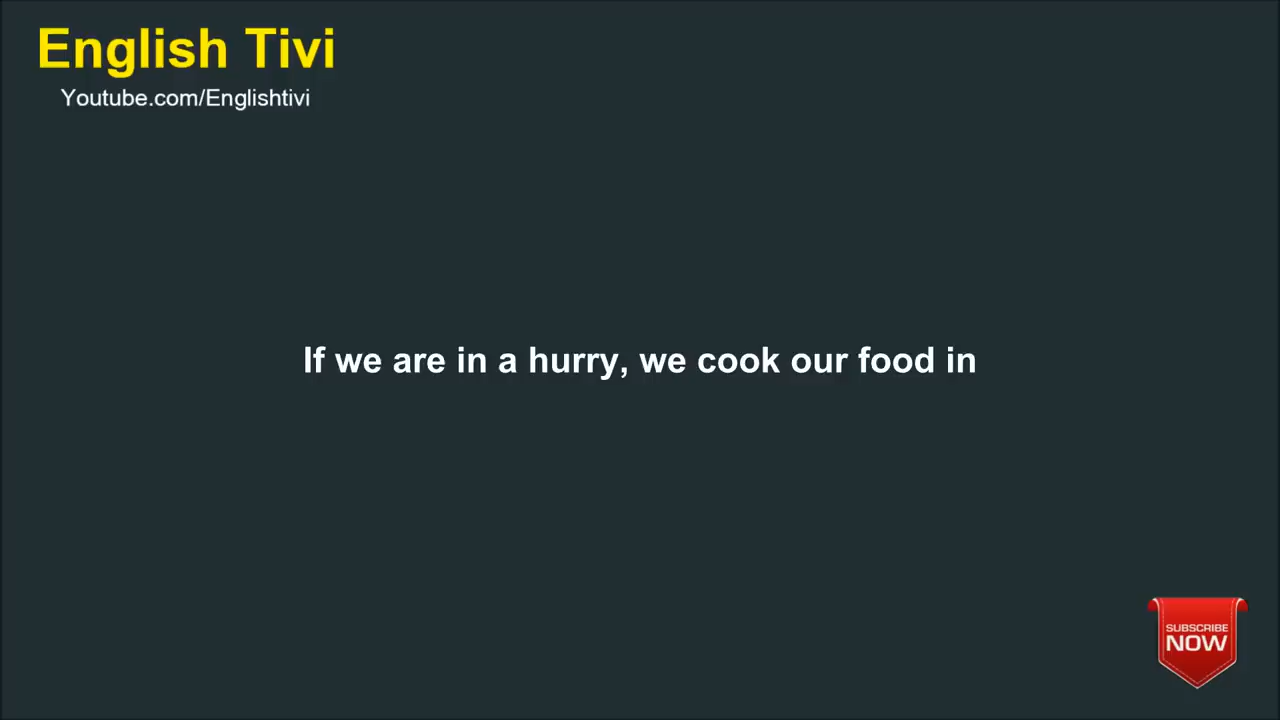 English Tivi
Youtube.com/Englishtivi
If we are in a hurry, we cook our food in
SUBSCRIBE
NOW